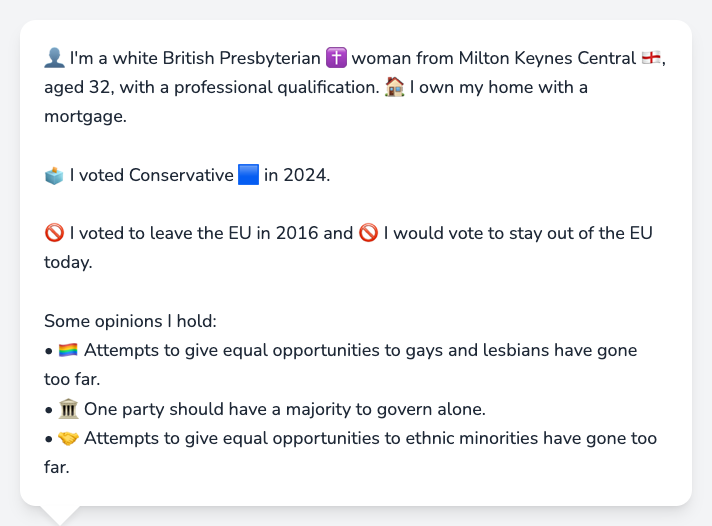 👤 I'm a white British Presbyterian ✝️ woman from Milton Keynes Central 🏴󠁧󠁢󠁥󠁮󠁧󠁿,
aged 32, with a professional qualification. 🏠 I own my home with a
mortgage.
🗳️ I voted Conservative 🟦 in 2024.
🚫 I voted to leave the EU in 2016 and 🚫 I would vote to stay out of the EU
today.
Some opinions I hold:
• 🏳️‍🌈 Attempts to give equal opportunities to gays and lesbians have gone
too far.
• 🏛️ One party should have a majority to govern alone.
• 🤝 Attempts to give equal opportunities to ethnic minorities have gone too
far.